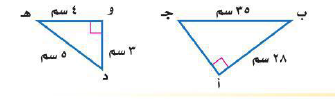 ب ٣٥ سم جـ
٢٨ سم
أ
و ٤ سم هـ
٣ سم
٥ سم
د